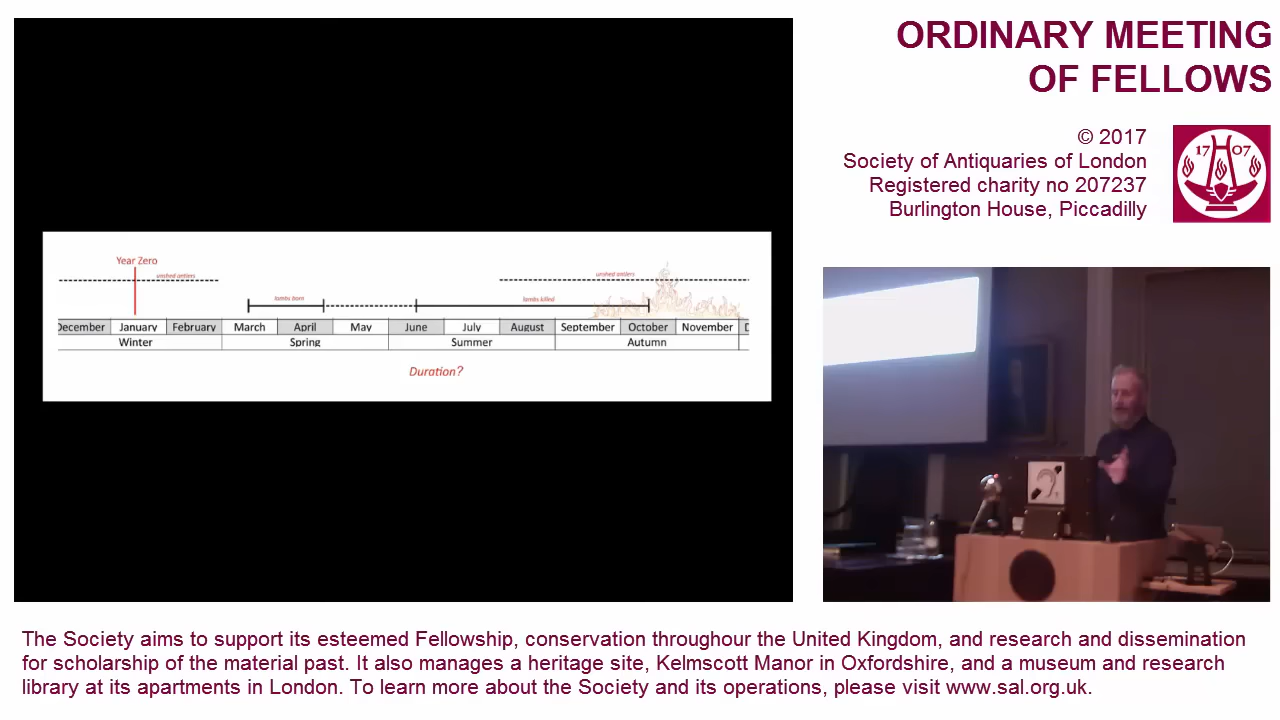 ORDINARY MEETING
OF FELLOWS
© 2017
Society of Antiquaries of London
Registered charity no 207237
Burlington House, Piccadilly
17 07
Year Zero
unshed antlers
unshed antlers
lambs born
lambs killed
December January February March April May June July August September October November D
Winter Spring Summer Autumn
Duration?
The Society aims to support its esteemed Fellowship, conservation throughour the United Kingdom, and research and dissemination
for scholarship of the material past. It also manages a heritage site, Kelmscott Manor in Oxfordshire, and a museum and research
library at its apartments in London. To learn more about the Society and its operations, please visit www.sal.org.uk.